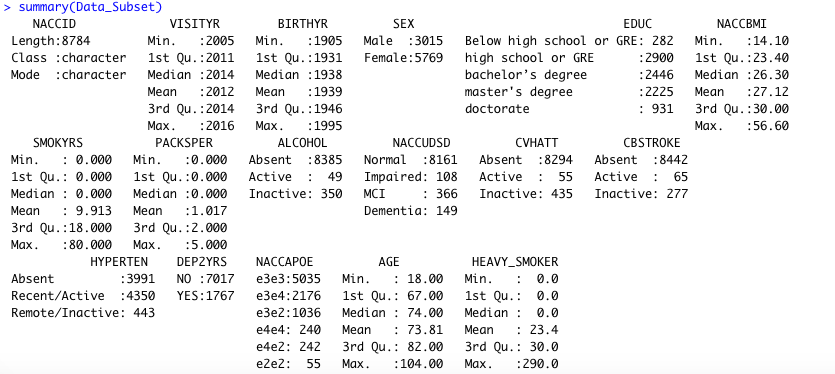 > summary(Data_Subset)
NACCID VISITYR BIRTHYR SEX EDUC NACCBMI
Length:8784 Min. :2005 Min. :1905 Male :3015 Below high school or GRE: 282 Min. :14.10
Class :character 1st Qu.:2011 1st Qu.:1931 Female:5769 high school or GRE :2900 1st Qu.:23.40
Mode :character Median :2014 Median :1938 bachelor's degree :2446 Median :26.30
Mean :2012 Mean :1939 master's degree :2225 Mean :27.12
3rd Qu.:2014 3rd Qu.:1946 doctorate : 931 3rd Qu.:30.00
Max. :2016 Max. :1995 Max. :56.60
SMOKYRS PACKSPER ALCOHOL NACCUDSD CVHATT CBSTROKE
Min. : 0.000 Min. :0.000 Absent :8385 Normal :8161 Absent :8294 Absent :8442
1st Qu.: 0.000 1st Qu.:0.000 Active : 49 Impaired: 108 Active : 55 Active : 65
Median : 0.000 Median :0.000 Inactive: 350 MCI : 366 Inactive: 435 Inactive: 277
Mean : 9.913 Mean :1.017 Dementia: 149
3rd Qu.:18.000 3rd Qu.:2.000
Max. :80.000 Max. :5.000
HYPERTEN DEP2YRS NACCAPOE AGE HEAVY_SMOKER
Absent :3991 NO :7017 e3e3:5035 Min. : 18.00 Min. : 0.0
Recent/Active :4350 YES:1767 e3e4:2176 1st Qu.: 67.00 1st Qu.: 0.0
Remote/Inactive: 443 e3e2:1036 Median : 74.00 Median : 0.0
e4e4: 240 Mean : 73.81 Mean : 23.4
e4e2: 242 3rd Qu.: 82.00 3rd Qu.: 30.0
e2e2: 55 Max. :104.00 Max. :290.0